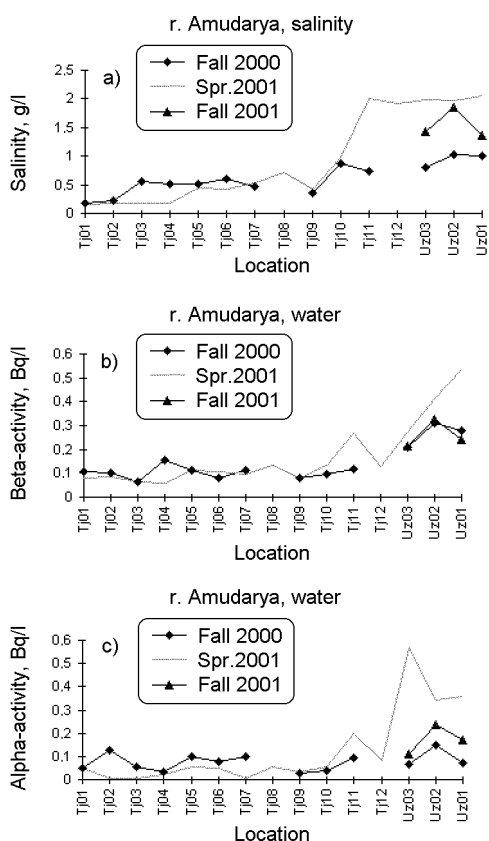 r. Amudarya, salinity
a)
Fall 2000
Spr.2001
Fall 2001
Salinity, g/l
2.5
2
1.5
1
0.5
0
Tj01 Tj02 Tj03 Tj04 Tj05 Tj06 Tj07 Tj08 Tj09 Tj10 Tj11 Tj12 Uz03 Uz02 Uz01
Location
r. Amudarya, water
b)
Fall 2000
Spr.2001
Fall 2001
Beta-activity, Bq/l
0.6
0.5
0.4
0.3
0.2
0.1
0
Tj01 Tj02 Tj03 Tj04 Tj05 Tj06 Tj07 Tj08 Tj09 Tj10 Tj11 Tj12 Uz03 Uz02 Uz01
Location
r. Amudarya, water
c)
Fall 2000
Spr.2001
Fall 2001
Alpha-activity, Bq/l
0.6
0.5
0.4
0.3
0.2
0.1
0
Tj01 Tj02 Tj03 Tj04 Tj05 Tj06 Tj07 Tj08 Tj09 Tj10 Tj11 Tj12 Uz03 Uz02 Uz01
Location